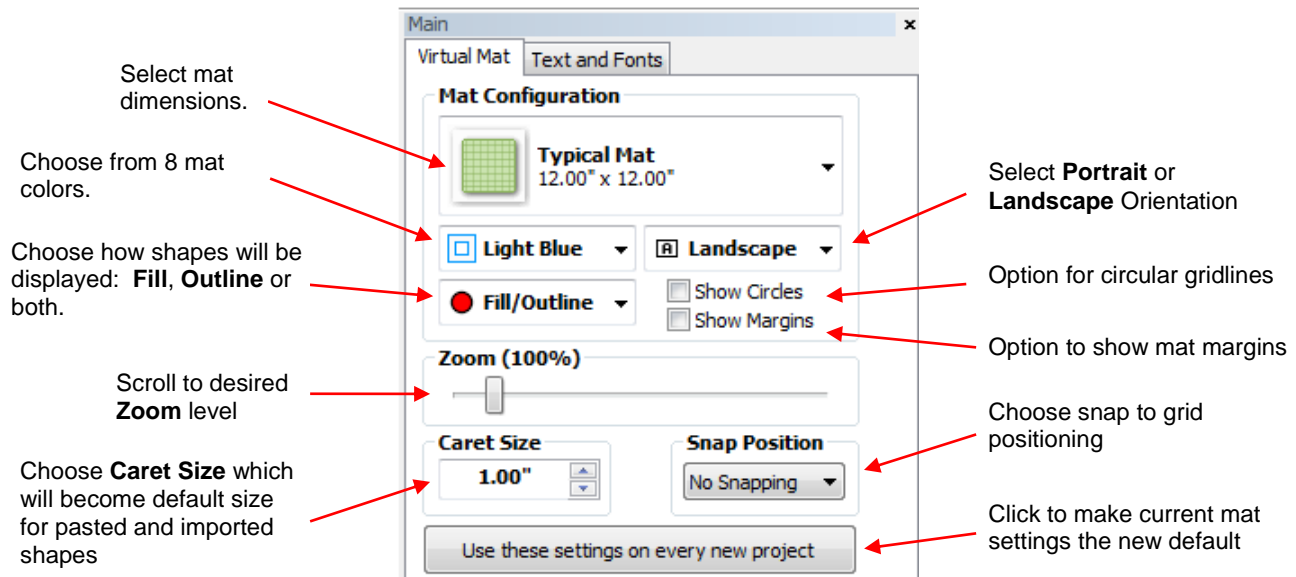 Main
Virtual Mat
Text and Fonts
Select mat
dimensions.
Mat Configuration
Typical Mat
12.00" x 12.00"
Choose from 8 mat
colors.
Select Portrait or
Landscape Orientation
Light Blue
A Landscape
Choose how shapes will be
displayed:  Fill, Outline or
both.
Fill/Outline
Show Circles
Show Margins
Option for circular gridlines
Option to show mat margins
Zoom (100%)
Scroll to desired
Zoom level
Choose snap to grid
positioning
Caret Size
1.00"
Snap Position
No Snapping
Choose Caret Size which
will become default size
for pasted and imported
shapes
Click to make current mat
settings the new default
Use these settings on every new project